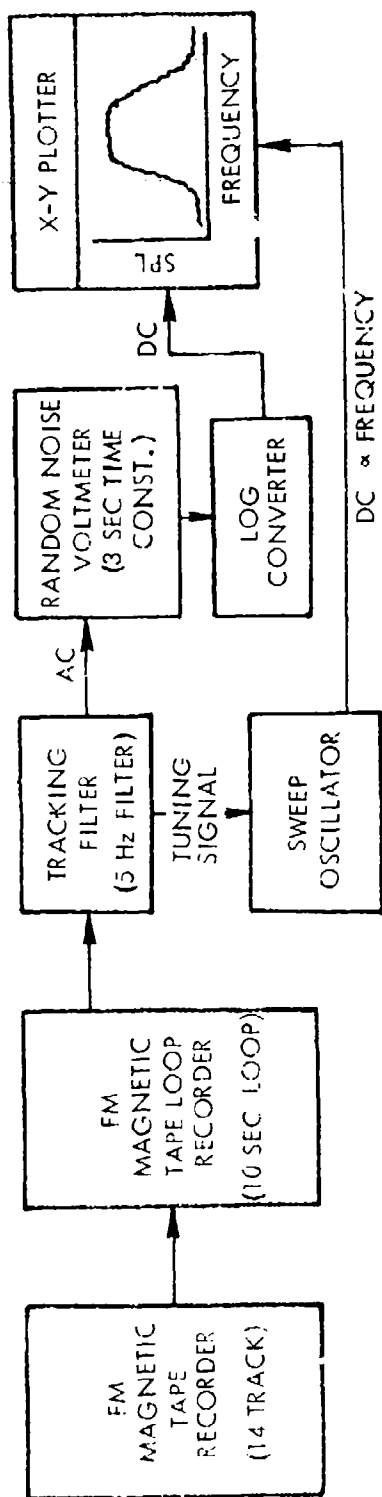 FM
MAGNETIC
TAPE
RECORDER
(14 TRACK)
FM
MAGNETIC
TAPE LOOP
RECORDER
(10 SEC LOOP)
TRACKING
FILTER
(5 Hz FILTER)
TUNING
SIGNAL
SWEEP
OSCILLATOR
AC
RANDOM NOISE
VOLTMETER
(3 SEC TIME
CONST.)
LOG
CONVERTER
DC
X-Y PLOTTER
SPL
FREQUENCY
DC ∝ FREQUENCY